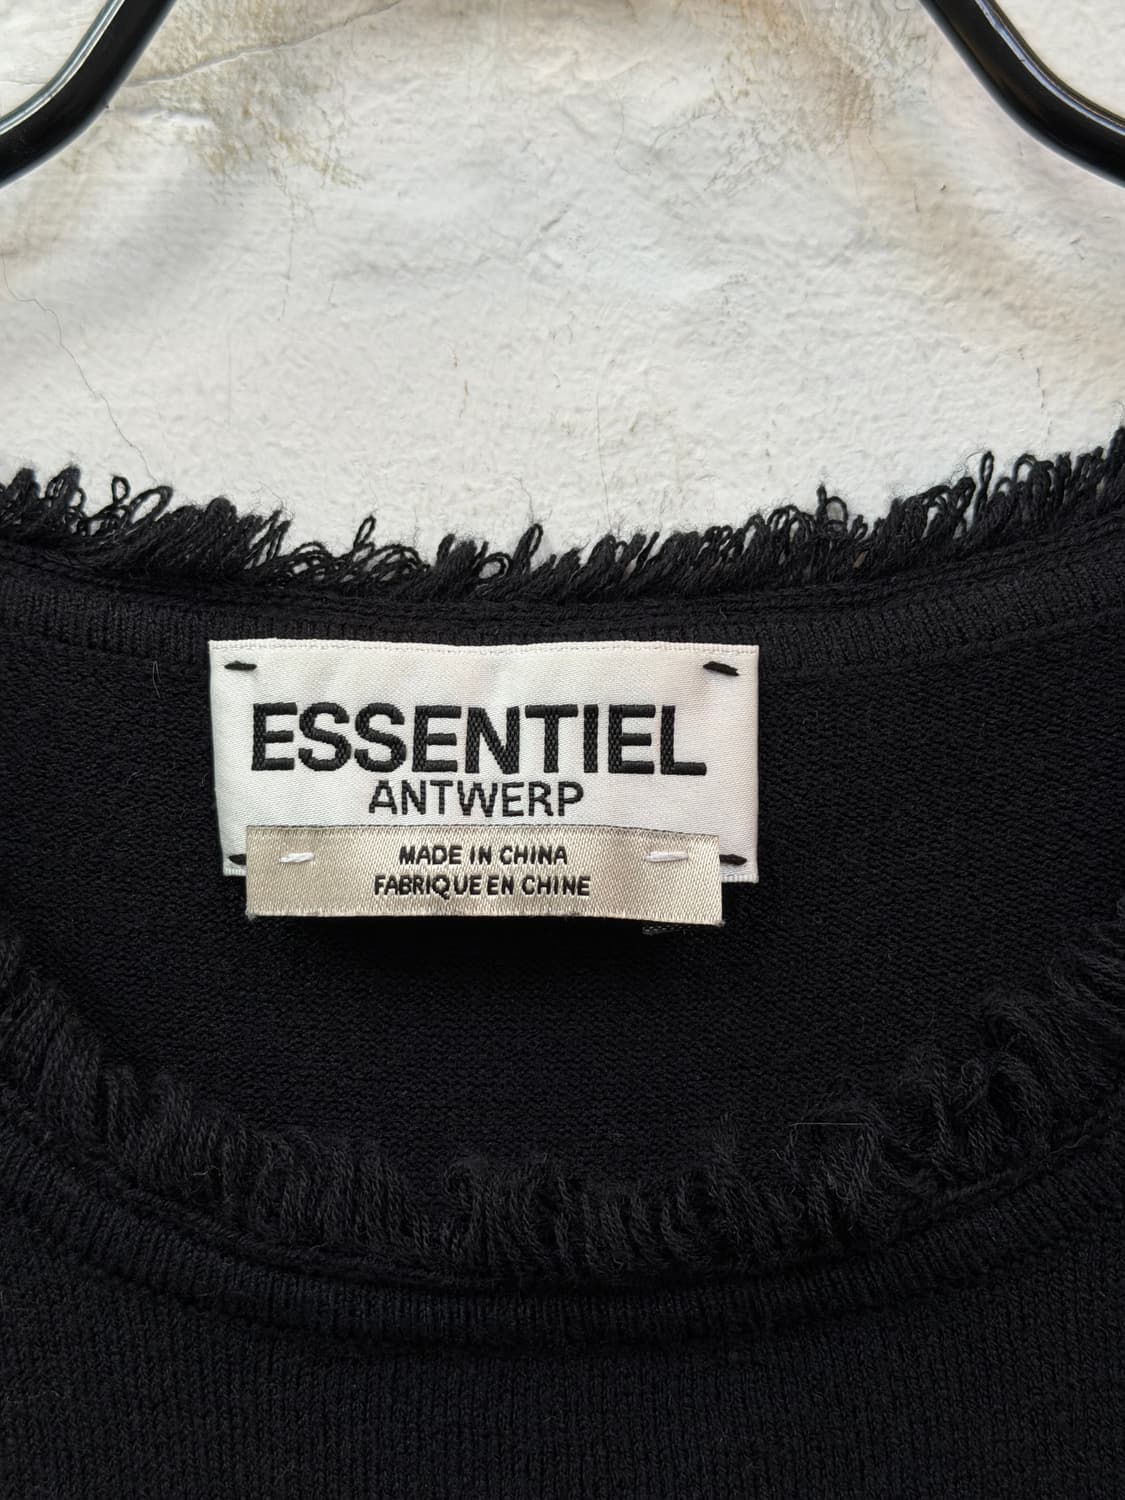 ESSENTIEL
ANTWERP
MADE IN CHINA
FABRIQUE EN CHINE